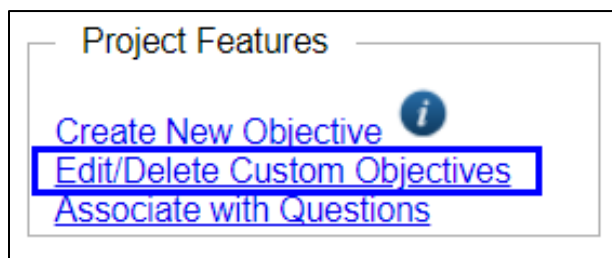 Project Features
Create New Objective i
Edit/Delete Custom Objectives
Associate with Questions